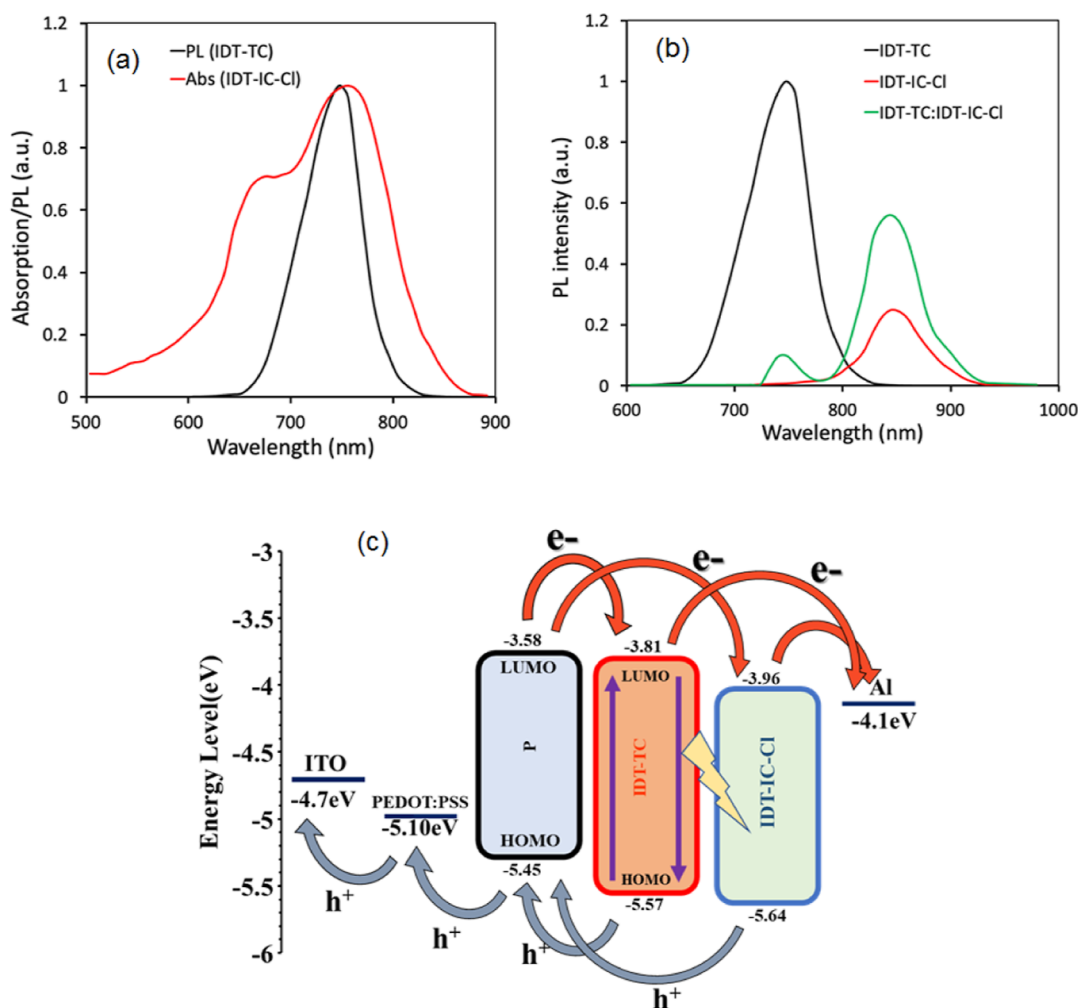 (a)
PL (IDT-TC)
Abs (IDT-IC-Cl)
1.2
1
0.8
0.6
0.4
0.2
0
Absorption/PL (a.u.)
500
600
700
800
900
Wavelength (nm)
(b)
IDT-TC
IDT-IC-Cl
IDT-TC:IDT-IC-Cl
1.2
1
0.8
0.6
0.4
0.2
0
PL intensity (a.u.)
600
700
800
900
1000
Wavelength (nm)
(c)
Energy Level(eV)
-3
-3.5
-4
-4.5
-5
-5.5
-6
e-
e-
e-
-3.58
LUMO
P
HOMO
-5.45
-3.81
LUMO
IDT-TC
HOMO
-5.57
-3.96
IDT-IC-Cl
-5.64
Al
-4.1eV
ITO
-4.7eV
PEDOT:PSS
-5.10eV
h+
h+
h+
h+